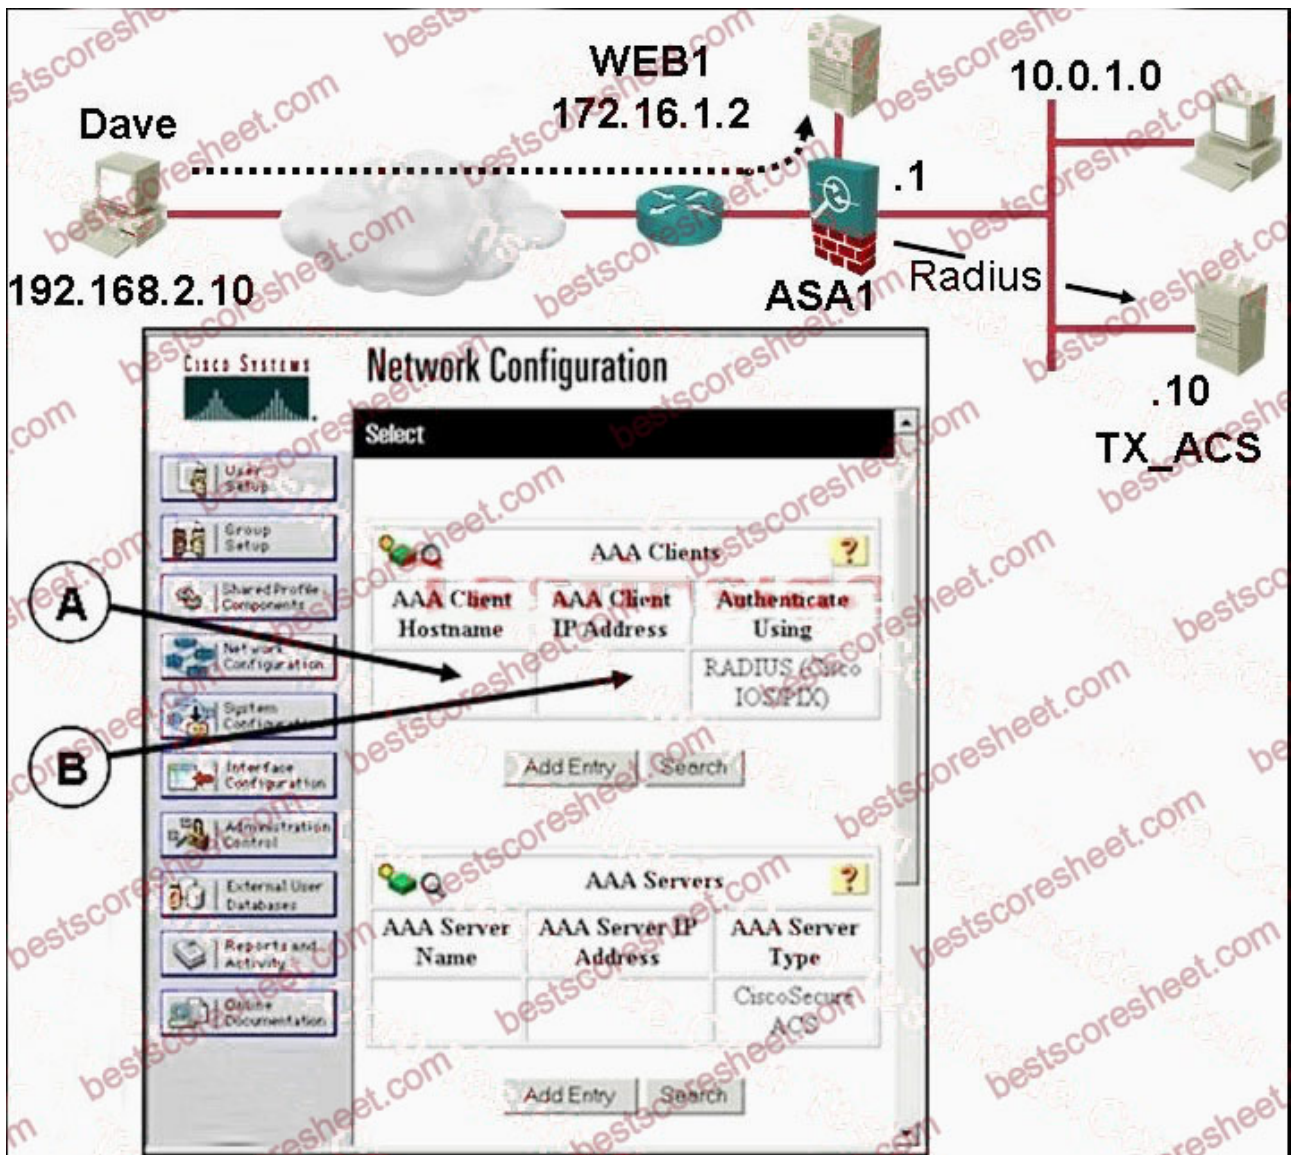 WEB1
172.16.1.2
10.0.1.0
Dave
.1
192.168.2.10
ASA1
Radius
.10
TX_ACS
CISCO SYSTEMS
Network Configuration
Select
User
Setup
Group
Setup
Shared Profile
Components
Network
Configuration
System
Configuration
Interface
Configuration
Administration
Control
External User
Databases
Reports and
Activity
Online
Documentation
A
B
AAA Clients
?
AAA Client
Hostname
AAA Client
IP Address
Authenticate
Using
RADIUS (Cisco
IOS/PIX)
Add Entry
Search
AAA Servers
?
AAA Server
Name
AAA Server IP
Address
AAA Server
Type
CiscoSecure
ACS
Add Entry
Search
bestscoresheet.com